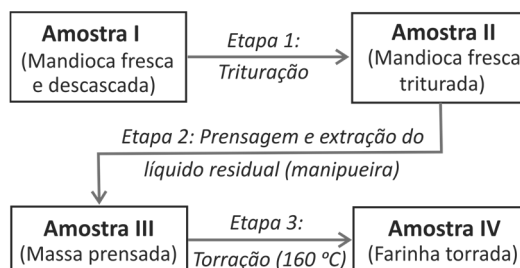 Amostra I
(Mandioca fresca
e descascada)
Etapa 1:
Trituração
Amostra II
(Mandioca fresca
triturada)
Etapa 2: Prensagem e extração do
líquido residual (manipueira)
Amostra III
(Massa prensada)
Etapa 3:
Torração (160 ºC)
Amostra IV
(Farinha torrada)